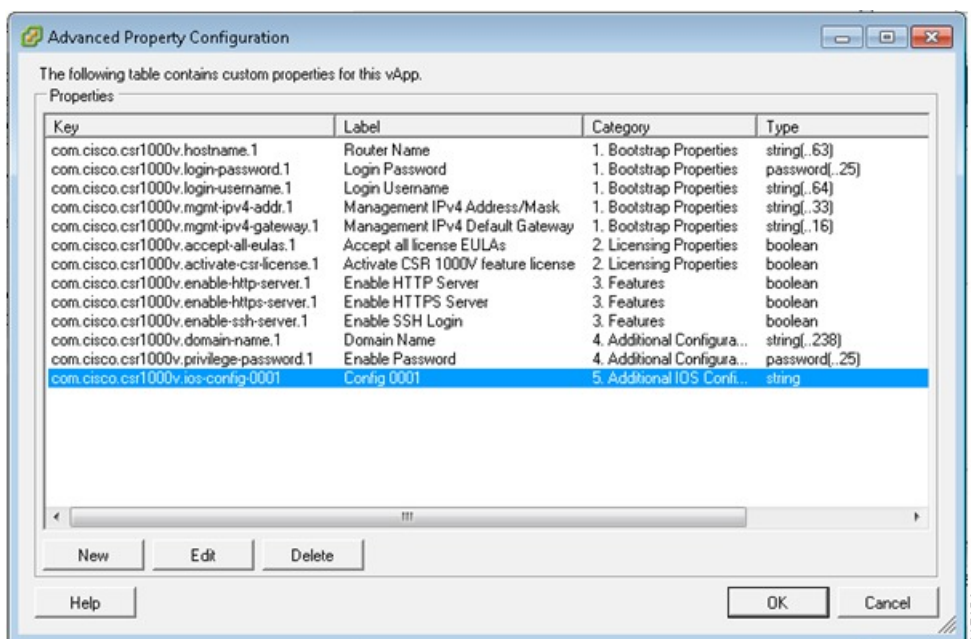 Advanced Property Configuration
The following table contains custom properties for this vApp.
Properties
Key Label Category Type
com.cisco.csr1000v.hostname.1 Router Name 1. Bootstrap Properties string(..63)
com.cisco.csr1000v.login-password.1 Login Password 1. Bootstrap Properties password(..25)
com.cisco.csr1000v.login-username.1 Login Username 1. Bootstrap Properties string(..64)
com.cisco.csr1000v.mgmt-ipv4-addr.1 Management IPv4 Address/Mask 1. Bootstrap Properties string(..33)
com.cisco.csr1000v.mgmt-ipv4-gateway.1 Management IPv4 Default Gateway 1. Bootstrap Properties string(..16)
com.cisco.csr1000v.accept-all-eulas.1 Accept all license EULAs 2. Licensing Properties boolean
com.cisco.csr1000v.activate-csr-license.1 Activate CSR 1000V feature license 2. Licensing Properties boolean
com.cisco.csr1000v.enable-http-server.1 Enable HTTP Server 3. Features boolean
com.cisco.csr1000v.enable-https-server.1 Enable HTTPS Server 3. Features boolean
com.cisco.csr1000v.enable-ssh-server.1 Enable SSH Login 3. Features boolean
com.cisco.csr1000v.domain-name.1 Domain Name 4. Additional Configura... string(..238)
com.cisco.csr1000v.privilege-password.1 Enable Password 4. Additional Configura... password(..25)
com.cisco.csr1000v.ios-config-0001 Config 0001 5. Additional IOS Confi... string
New Edit Delete
Help OK Cancel